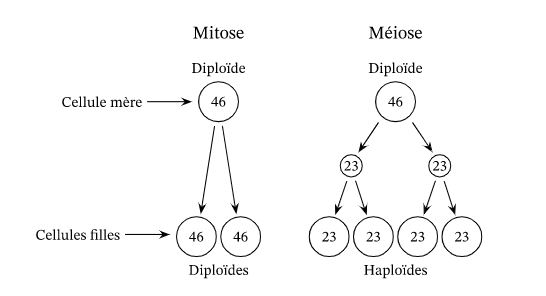 Mitose Méiose
Diploïde Diploïde
Cellule mère 46 46
23 23
Cellules filles 46 46 23 23 23 23
Diploïdes Haploïdes